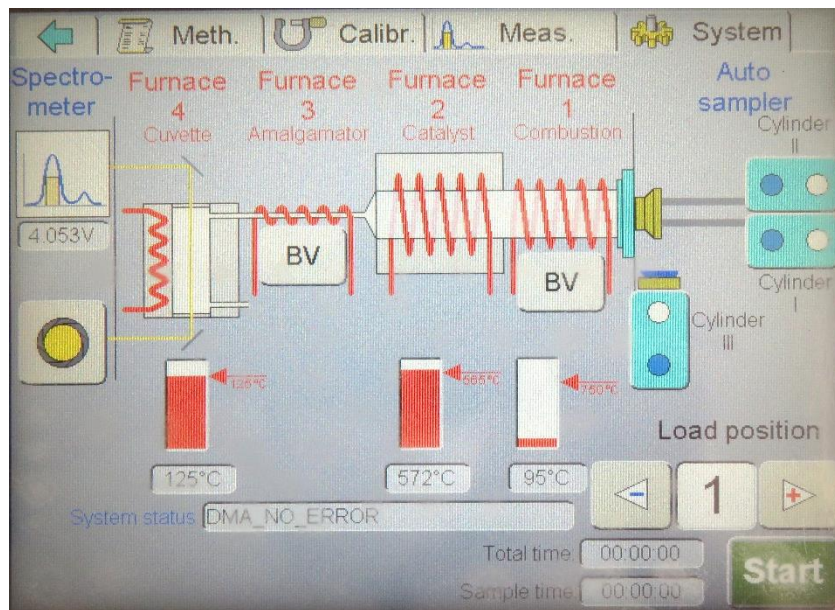 Meth.
Calibr.
Meas.
System
Spectro-
meter
Furnace
4
Cuvette
Furnace
3
Amalgamator
Furnace
2
Catalyst
Furnace
1
Combustion
Auto
sampler
Cylinder
II
4.053V
BV
BV
Cylinder
I
Cylinder
III
125°C
565°C
750°C
Load position
125°C
572°C
95°C
-
1
+
System status
DMA_NO_ERROR
Total time:
00:00:00
Sample time:
00:00:00
Start